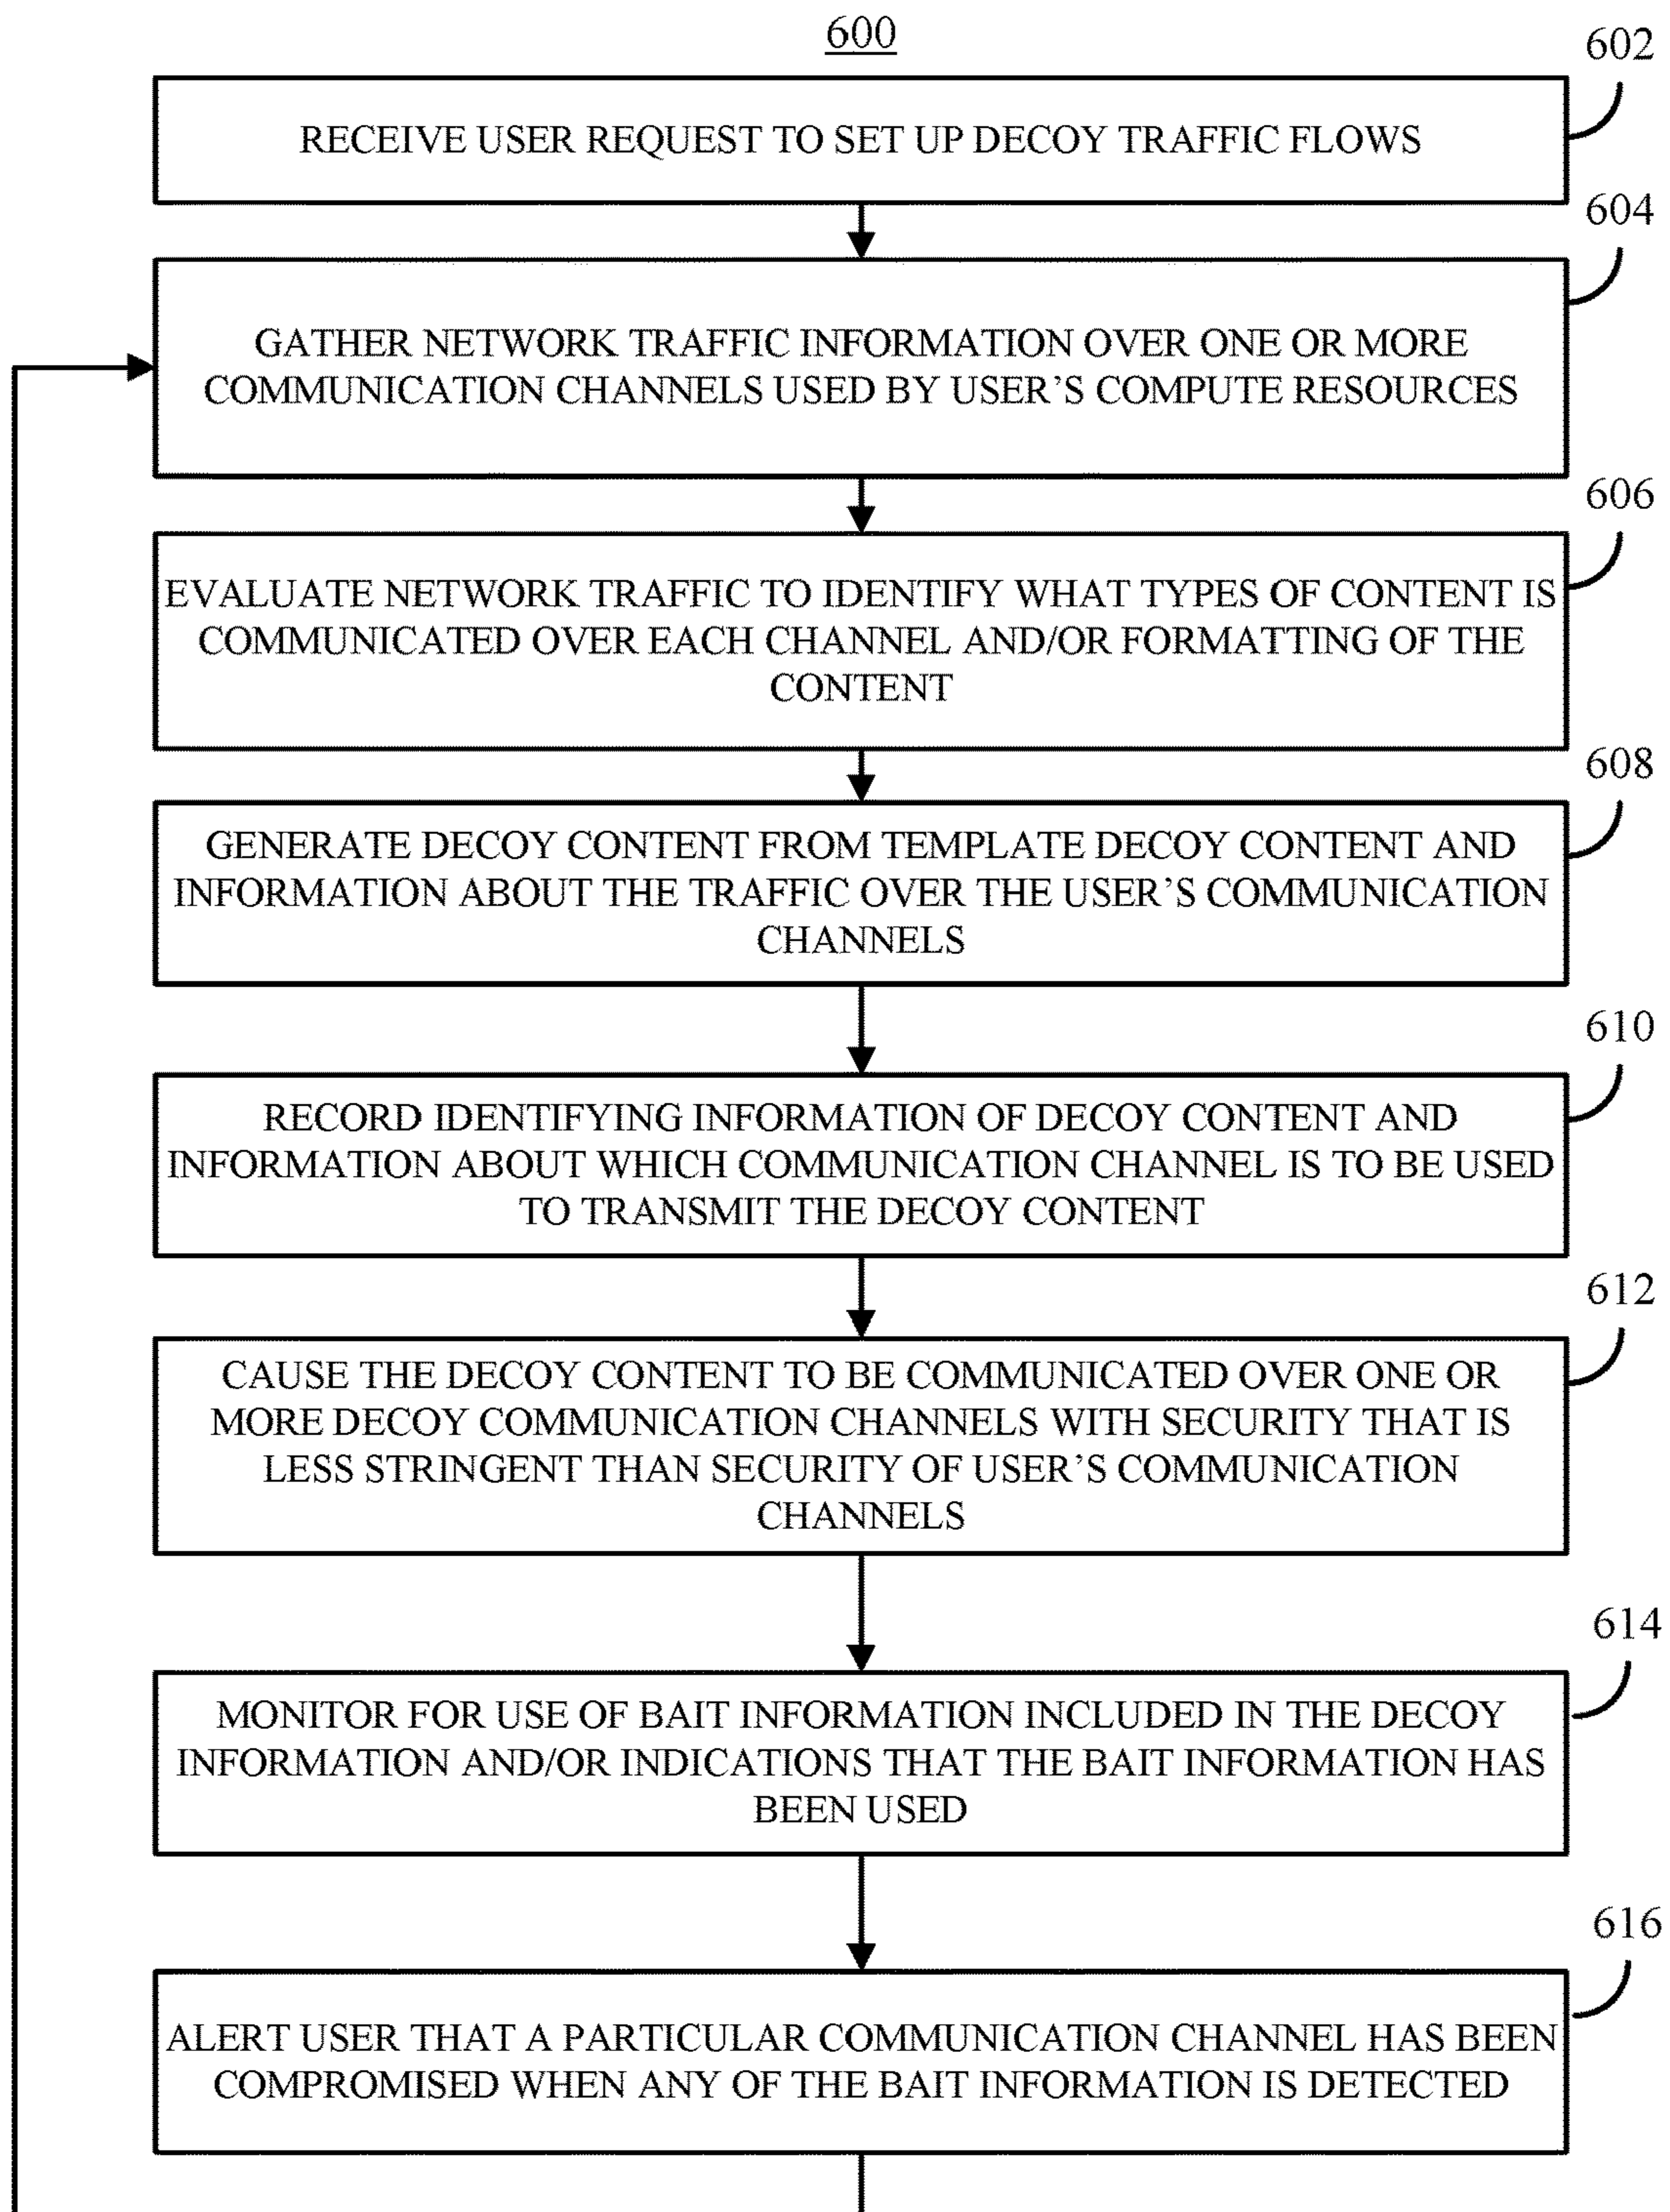 600
602
RECEIVE USER REQUEST TO SET UP DECOY TRAFFIC FLOWS
604
GATHER NETWORK TRAFFIC INFORMATION OVER ONE OR MORE
COMMUNICATION CHANNELS USED BY USER'S COMPUTE RESOURCES
606
EVALUATE NETWORK TRAFFIC TO IDENTIFY WHAT TYPES OF CONTENT IS
COMMUNICATED OVER EACH CHANNEL AND/OR FORMATTING OF THE
CONTENT
608
GENERATE DECOY CONTENT FROM TEMPLATE DECOY CONTENT AND
INFORMATION ABOUT THE TRAFFIC OVER THE USER'S COMMUNICATION
CHANNELS
610
RECORD IDENTIFYING INFORMATION OF DECOY CONTENT AND
INFORMATION ABOUT WHICH COMMUNICATION CHANNEL IS TO BE USED
TO TRANSMIT THE DECOY CONTENT
612
CAUSE THE DECOY CONTENT TO BE COMMUNICATED OVER ONE OR
MORE DECOY COMMUNICATION CHANNELS WITH SECURITY THAT IS
LESS STRINGENT THAN SECURITY OF USER'S COMMUNICATION
CHANNELS
614
MONITOR FOR USE OF BAIT INFORMATION INCLUDED IN THE DECOY
INFORMATION AND/OR INDICATIONS THAT THE BAIT INFORMATION HAS
BEEN USED
616
ALERT USER THAT A PARTICULAR COMMUNICATION CHANNEL HAS BEEN
COMPROMISED WHEN ANY OF THE BAIT INFORMATION IS DETECTED